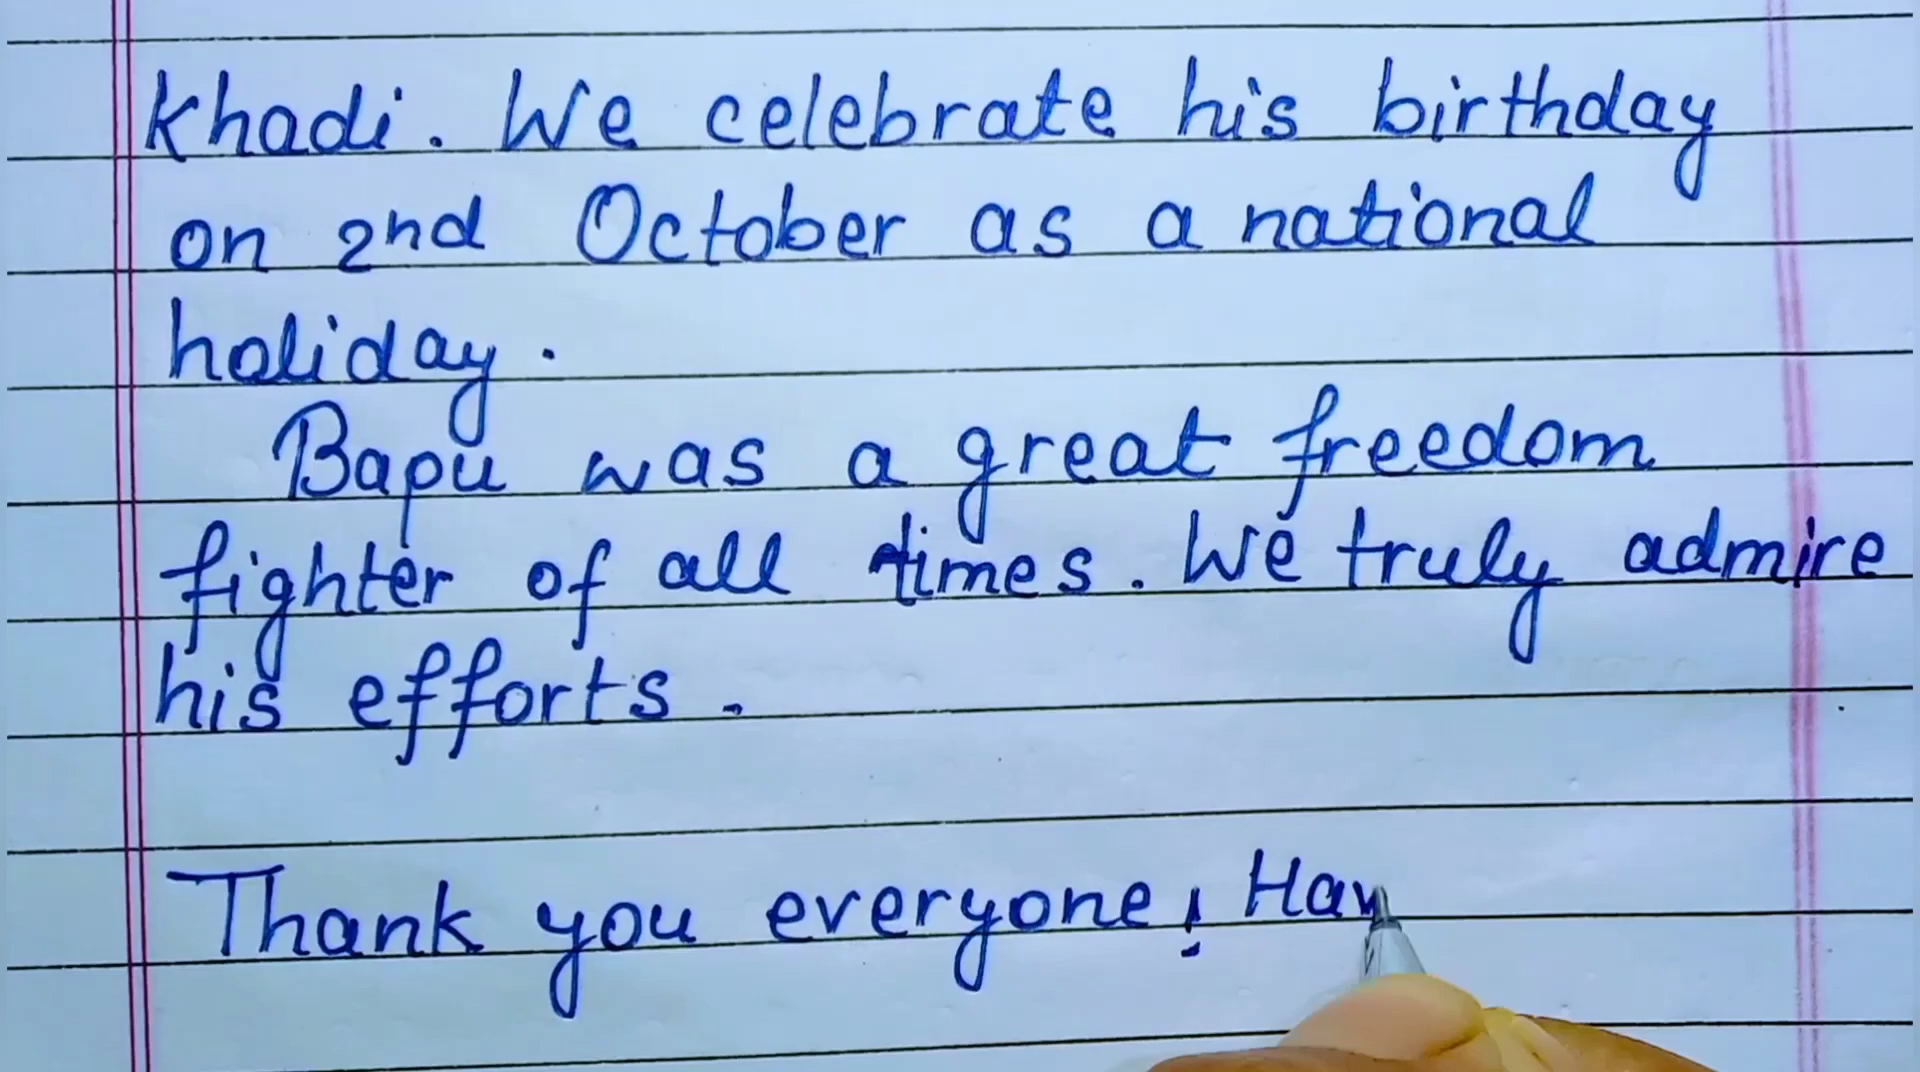 Khadi. We celebrate his birthday
on 2nd October as a national
holiday.
Bapu was a great freedom
fighter of all times. We truly admire
his efforts.
Thank you everyone! Hav